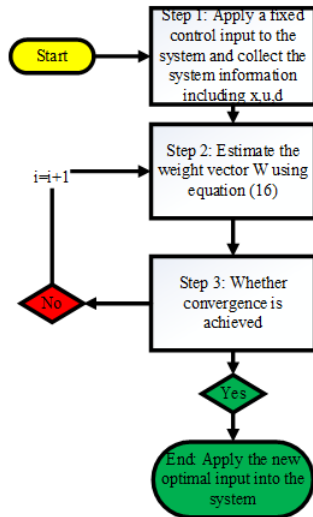 Start
Step 1: Apply a fixed
control input to the
system and collect the
system information
including x,u,d
Step 2: Estimate the
weight vector W using
equation (16)
i=i+1
Step 3: Whether
convergence is
achieved
No
Yes
End: Apply the new
optimal input into the
system